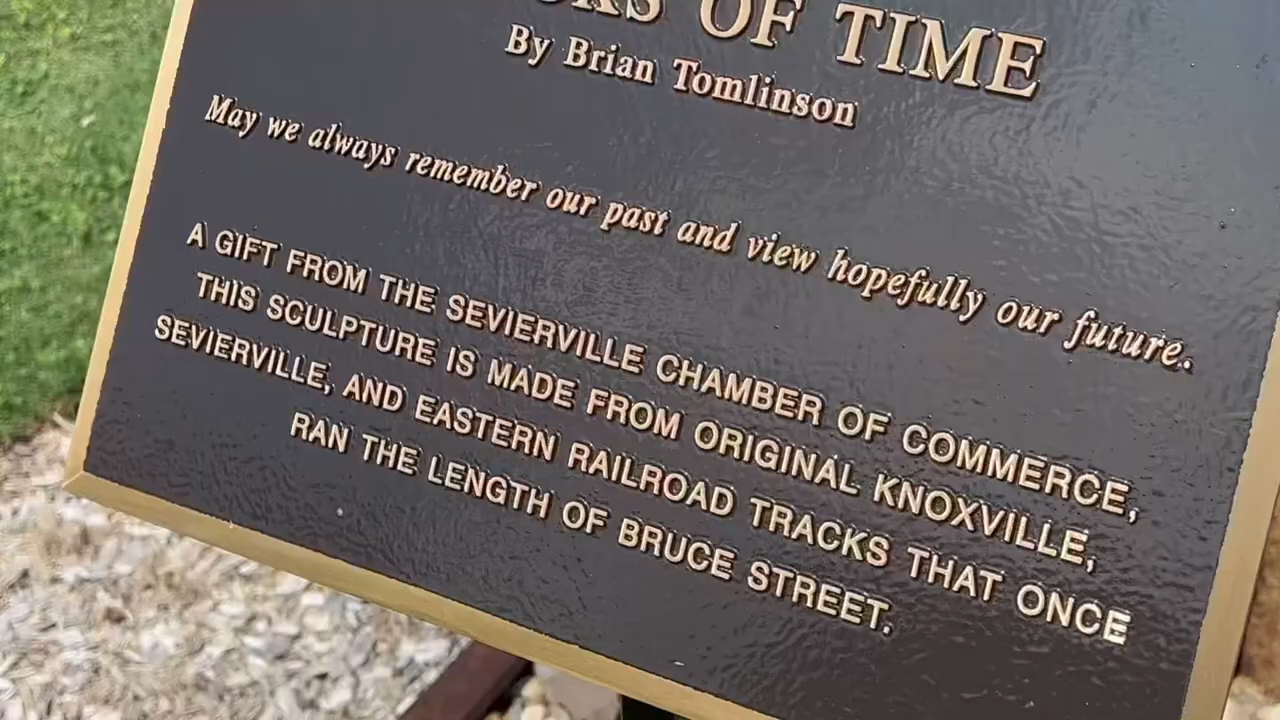 OF TIME
By Brian Tomlinson
May we always remember our past and view hopefully our future.
A GIFT FROM THE SEVIERVILLE CHAMBER OF COMMERCE,
THIS SCULPTURE IS MADE FROM ORIGINAL KNOXVILLE,
SEVIERVILLE, AND EASTERN RAILROAD TRACKS THAT ONCE
RAN THE LENGTH OF BRUCE STREET.